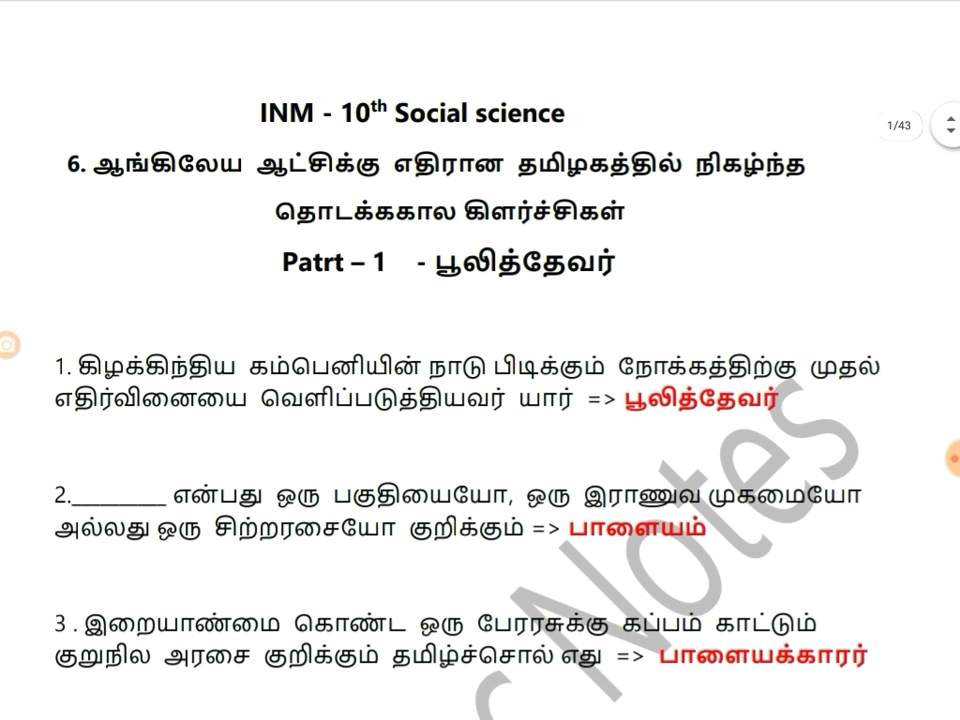 INM - 10th Social science
1/43
6. ஆங்கிலேய ஆட்சிக்கு எதிரான தமிழகத்தில் நிகழ்ந்த
தொடக்ககால கிளர்ச்சிகள்
Patrt – 1 - பூலித்தேவர்
1. கிழக்கிந்திய கம்பெனியின் நாடு பிடிக்கும் நோக்கத்திற்கு முதல்
எதிர்வினையை வெளிப்படுத்தியவர் யார் => பூலித்தேவர்
2.__________ என்பது ஒரு பகுதியையோ, ஒரு இராணுவ முகமையோ
அல்லது ஒரு சிற்றரசையோ குறிக்கும் => பாளையம்
3 . இறையாண்மை கொண்ட ஒரு பேரரசுக்கு கப்பம் காட்டும்
குறுநில அரசை குறிக்கும் தமிழ்ச்சொல் எது => பாளையக்காரர்
Notes